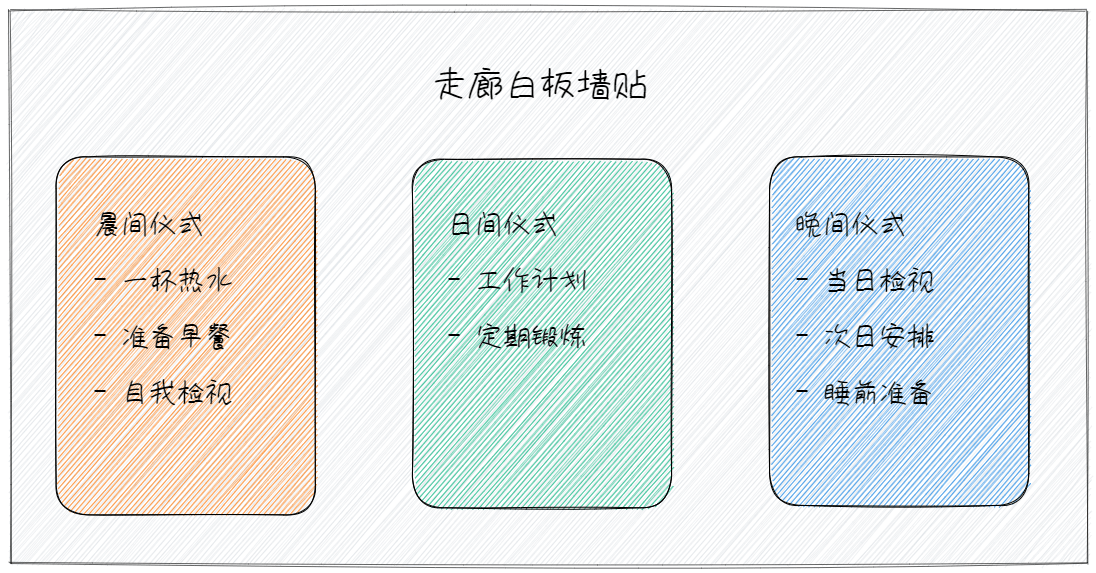 走廊白板墙贴
晨间仪式
- 一杯热水
- 准备早餐
- 自我检视
日间仪式
- 工作计划
- 定期锻炼
晚间仪式
- 当日检视
- 次日安排
- 睡前准备